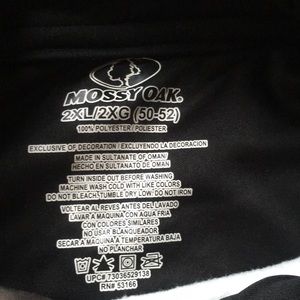 MOSSY OAK.
2XL/2XG (50-52)
100% POLYESTER/ POLIESTER
EXCLUSIVE OF DECORATION / EXCLUYENDO LA DECORACION
MADE IN SULTANATE OF OMAN/
HECHO EN SULTANATO DE OMAN
TURN INSIDE OUT BEFORE WASHING
MACHINE WASH COLD WITH LIKE COLORS
DO NOT BLEACH/TUMBLE DRY LOW: DO NOT IRON
VOLTEAR AL REVES ANTES DEL LAVADO
LAVAR A MAQUINA CON AGUA FRIA
CON COLORES SIMILARES
NO USAR BLANQUEADOR
SECAR A MAQUINA A TEMPERATURA BAJA
NO PLANCHAR
UPC# 73036529138
RN# 53166